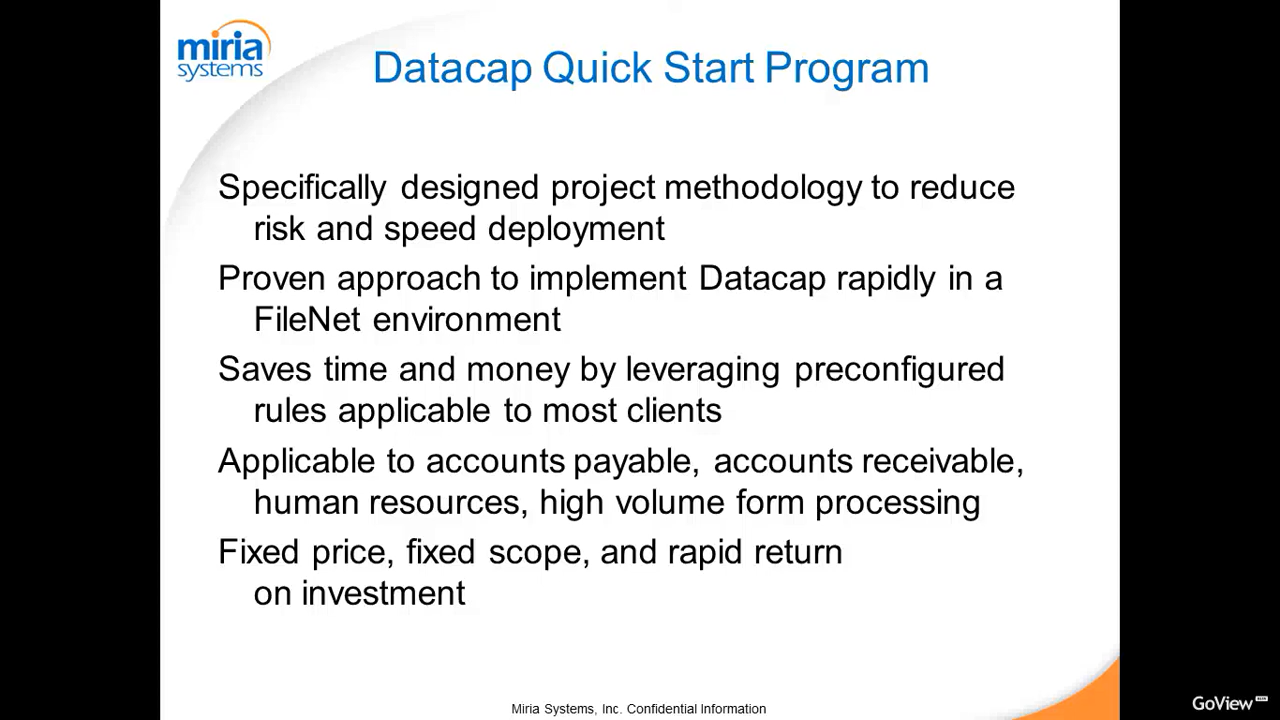 miria
systems
Datacap Quick Start Program
Specifically designed project methodology to reduce
risk and speed deployment
Proven approach to implement Datacap rapidly in a
FileNet environment
Saves time and money by leveraging preconfigured
rules applicable to most clients
Applicable to accounts payable, accounts receivable,
human resources, high volume form processing
Fixed price, fixed scope, and rapid return
on investment
Miria Systems, Inc. Confidential Information
GoView